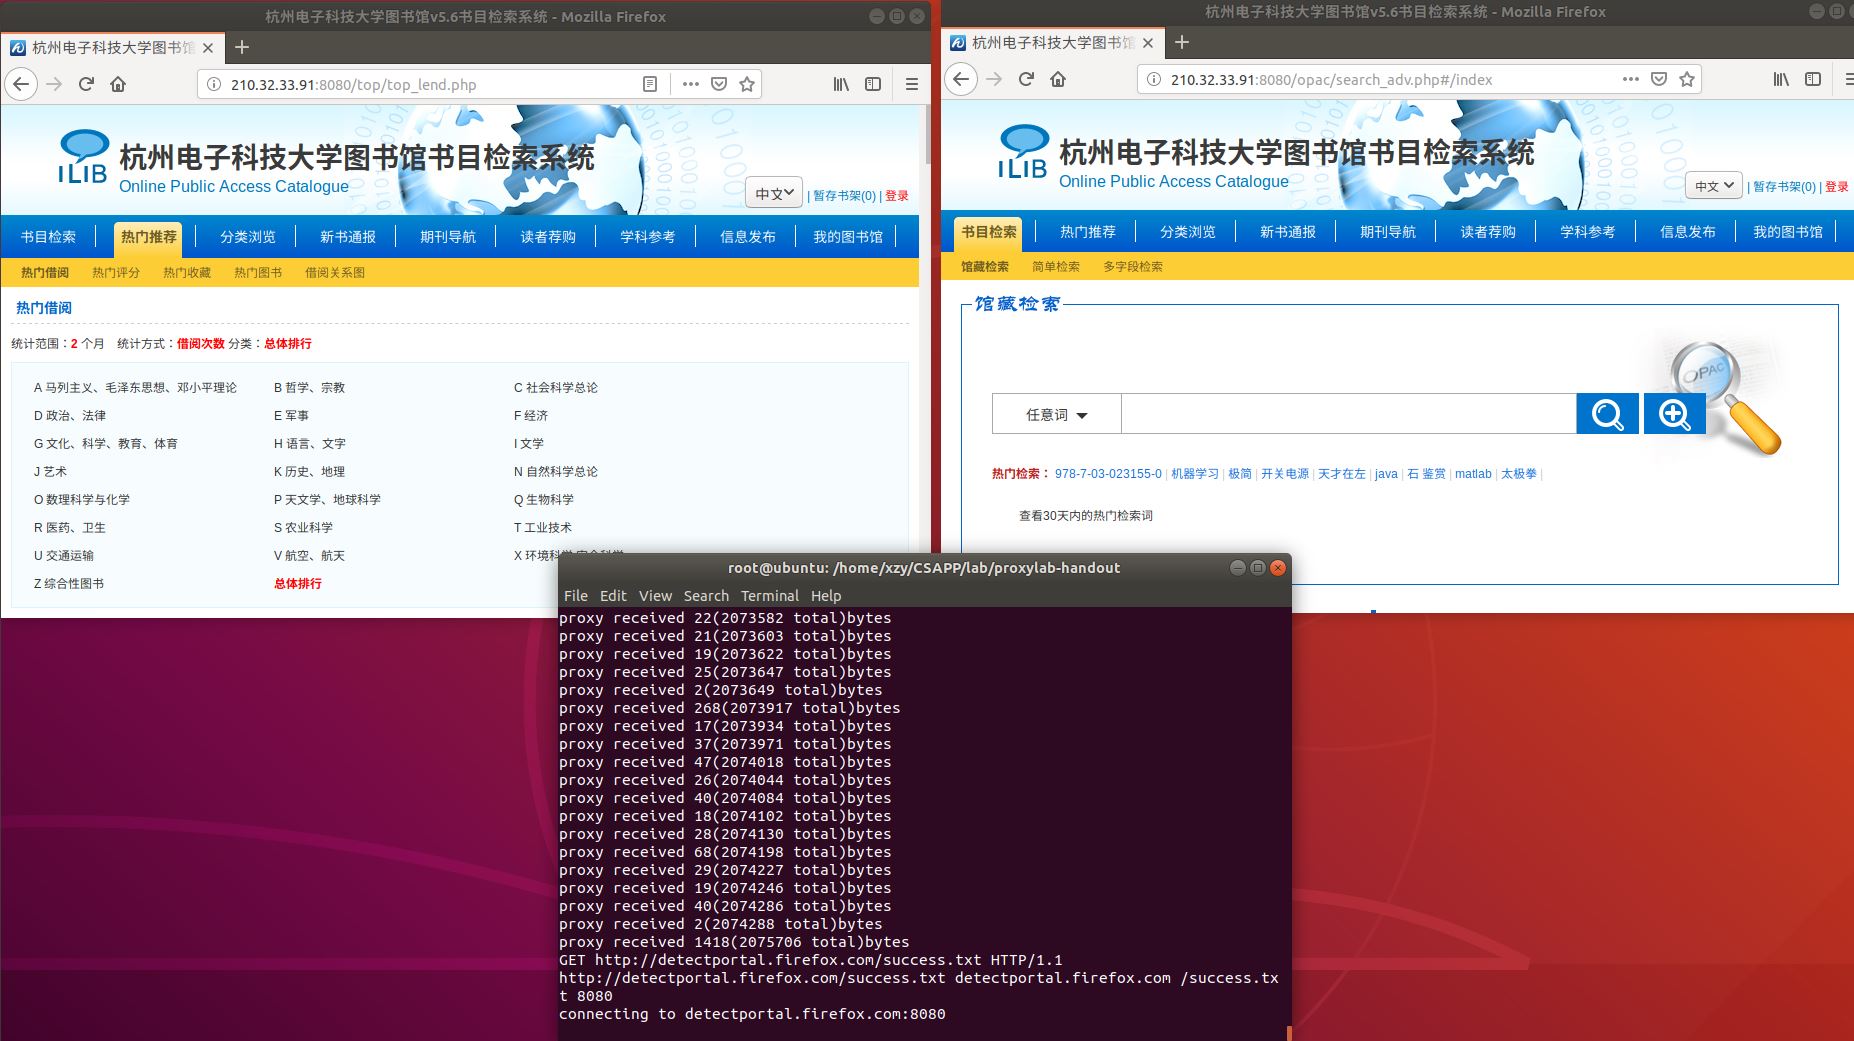 杭州电子科技大学图书馆v5.6书目检索系统 - Mozilla Firefox
杭州电子科技大学图书馆
210.32.33.91:8080/top/top_lend.php
ILIB
杭州电子科技大学图书馆书目检索系统
Online Public Access Catalogue
中文 | 暂存书架(0) | 登录
书目检索 热门推荐 分类浏览 新书通报 期刊导航 读者荐购 学科参考 信息发布 我的图书馆
热门借阅 热门评分 热门收藏 热门图书 借阅关系图
热门借阅
统计范围：2 个月 统计方式：借阅次数 分类：总体排行
A 马列主义、毛泽东思想、邓小平理论 B 哲学、宗教 C 社会科学总论
D 政治、法律 E 军事 F 经济
G 文化、科学、教育、体育 H 语言、文字 I 文学
J 艺术 K 历史、地理 N 自然科学总论
O 数理科学与化学 P 天文学、地球科学 Q 生物科学
R 医药、卫生 S 农业科学 T 工业技术
U 交通运输 V 航空、航天 X 环境科学,安全科学
Z 综合性图书 总体排行
杭州电子科技大学图书馆v5.6书目检索系统 - Mozilla Firefox
杭州电子科技大学图书馆
210.32.33.91:8080/opac/search_adv.php#/index
ILIB
杭州电子科技大学图书馆书目检索系统
Online Public Access Catalogue
中文 | 暂存书架(0) | 登录
书目检索 热门推荐 分类浏览 新书通报 期刊导航 读者荐购 学科参考 信息发布 我的图书馆
馆藏检索 简单检索 多字段检索
馆藏检索
OPAC
任意词
热门检索： 978-7-03-023155-0 | 机器学习 | 极简 | 开关电源 | 天才在左 | java | 石 鉴赏 | matlab | 太极拳 |
查看30天内的热门检索词
root@ubuntu: /home/xzy/CSAPP/lab/proxylab-handout
File Edit View Search Terminal Help
proxy received 22(2073582 total)bytes
proxy received 21(2073603 total)bytes
proxy received 19(2073622 total)bytes
proxy received 25(2073647 total)bytes
proxy received 2(2073649 total)bytes
proxy received 268(2073917 total)bytes
proxy received 17(2073934 total)bytes
proxy received 37(2073971 total)bytes
proxy received 47(2074018 total)bytes
proxy received 26(2074044 total)bytes
proxy received 40(2074084 total)bytes
proxy received 18(2074102 total)bytes
proxy received 28(2074130 total)bytes
proxy received 68(2074198 total)bytes
proxy received 29(2074227 total)bytes
proxy received 19(2074246 total)bytes
proxy received 40(2074286 total)bytes
proxy received 2(2074288 total)bytes
proxy received 1418(2075706 total)bytes
GET http://detectportal.firefox.com/success.txt HTTP/1.1
http://detectportal.firefox.com/success.txt detectportal.firefox.com /success.tx
t 8080
connecting to detectportal.firefox.com:8080